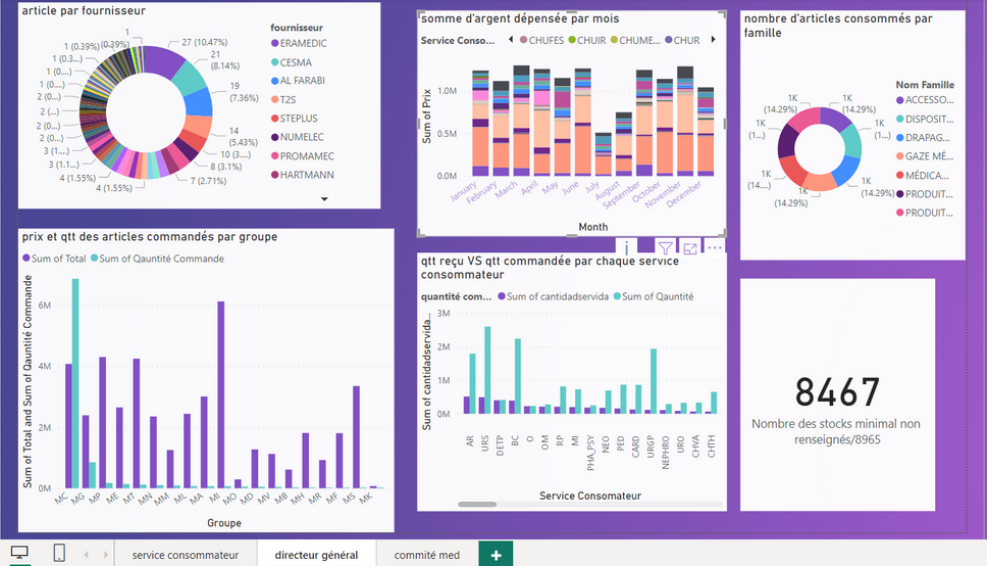 article par fournisseur
1
1 (0.39%)
(0.39%)
27 (10.47%)
1 (0.3...)
21
(8.14%)
1 (0....)
1 (0...)
19
(7.36%)
2 (0...)
2 (...)
2 (0...)
14
(5.43%)
2 (0...)
10 (3....)
3 (1....)
8 (3.1%)
3 (1.1...)
7 (2.71%)
4 (1.55%)
4 (1.55%)
fournisseur
ERAMEDIC
CESMA
AL FARABI
T2S
STEPLUS
NUMELEC
PROMAMEC
HARTMANN
somme d'argent dépensée par mois
Service Conso...
CHUFES
CHUIR
CHUME...
CHUR
Sum of Prix
1.0M
0.5M
0.0M
January
February
March
April
May
June
July
August
September
October
November
December
Month
nombre d'articles consommés par
famille
1K
(14.29%)
1K
(14.29%)
1K
(1...)
1K
(1...)
1K
(14....)
1K
(14.29%)
1K
(14.29%)
Nom Famille
ACCESSO...
DISPOSIT...
DRAPAG...
GAZE MÉ...
MÉDICA...
PRODUIT...
PRODUIT...
prix et qtt des articles commandés par groupe
Sum of Total
Sum of Qauntité Commande
Sum of Total and Sum of Qauntité Commande
6M
4M
2M
0M
MC
MG
MP
ME
MT
MN
MM
ML
MA
MI
MO
MD
MV
MB
MH
MR
MF
MS
MK
Groupe
qtt reçu VS qtt commandée par chaque service
consommateur
quantité com...
Sum of cantidadservida
Sum of Qauntité
Sum of cantidadservida...
3M
2M
1M
0M
AR
URS
DETP
BC
O
OM
RP
MI
PHA_PSY
NEO
PED
CARD
URGP
NEPHRO
URO
CHVA
CHTH
Service Consomateur
8467
Nombre des stocks minimal non
renseignés/8965
service consommateur
directeur général
commité med
+